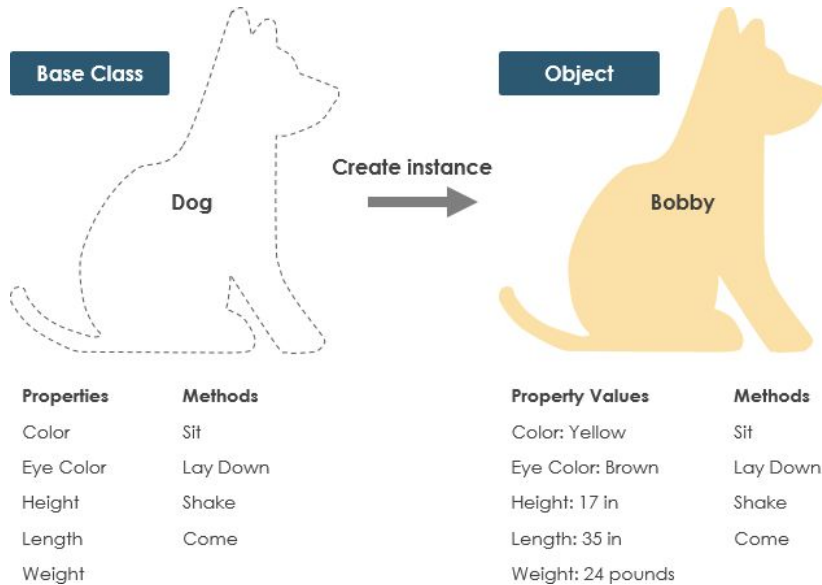 Base Class
Object
Create instance
Dog
Bobby
Properties Methods
Color Sit
Eye Color Lay Down
Height Shake
Length Come
Weight
Property Values Methods
Color: Yellow Sit
Eye Color: Brown Lay Down
Height: 17 in Shake
Length: 35 in Come
Weight: 24 pounds